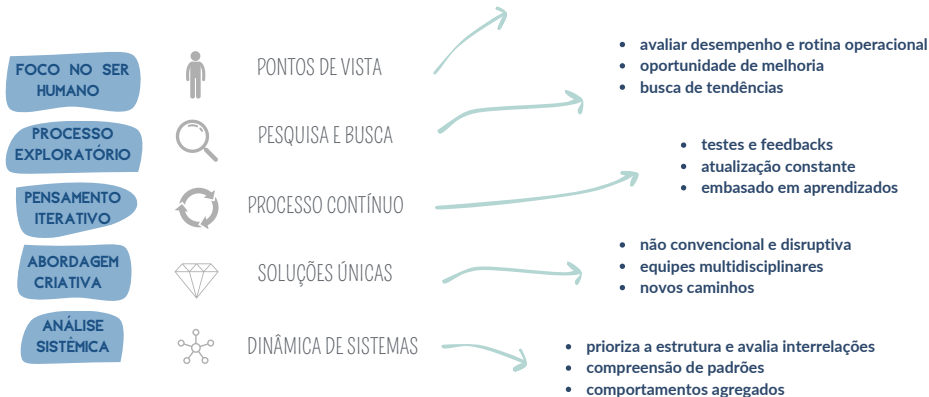 FOCO NO SER
HUMANO
PONTOS DE VISTA
• avaliar desempenho e rotina operacional
• oportunidade de melhoria
• busca de tendências
PROCESSO
EXPLORATÓRIO
PESQUISA E BUSCA
• testes e feedbacks
• atualização constante
• embasado em aprendizados
PENSAMENTO
ITERATIVO
PROCESSO CONTÍNUO
• não convencional e disruptiva
• equipes multidisciplinares
• novos caminhos
ABORDAGEM
CRIATIVA
SOLUÇÕES ÚNICAS
ANÁLISE
SISTÊMICA
DINÂMICA DE SISTEMAS
• prioriza a estrutura e avalia interrelações
• compreensão de padrões
• comportamentos agregados